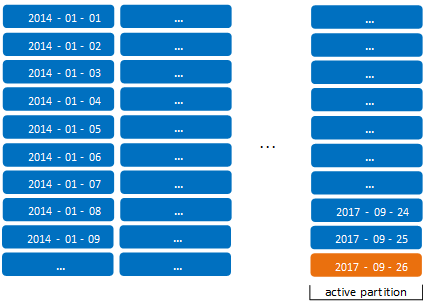 2014 - 01 - 01 ... ...
2014 - 01 - 02 ... ...
2014 - 01 - 03 ... ...
2014 - 01 - 04 ... ...
2014 - 01 - 05 ... ...
2014 - 01 - 06 ... ... ...
2014 - 01 - 07 ... ...
2014 - 01 - 08 ... 2017 - 09 - 24
2014 - 01 - 09 ... 2017 - 09 - 25
... ... 2017 - 09 - 26
active partition